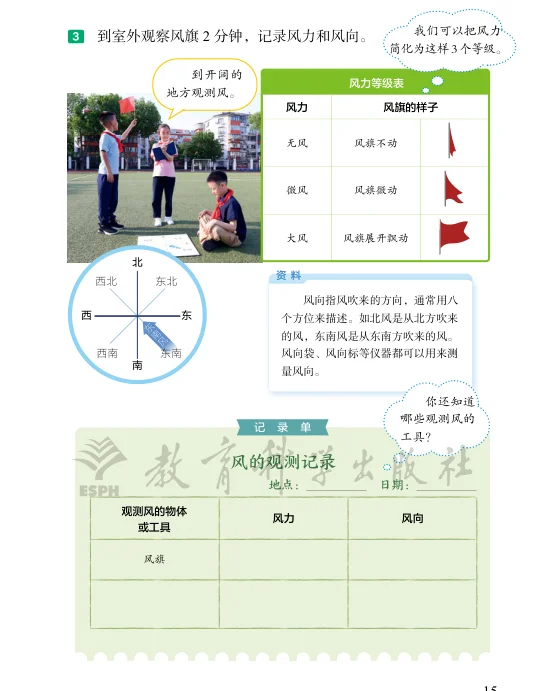 3 到室外观察风旗 2 分钟，记录风力和风向。
我们可以把风力
简化为这样 3 个等级。
到开阔的
地方观测风。
风力等级表
风力 风旗的样子
无风 风旗不动
微风 风旗微动
大风 风旗展开飘动
北
西北 东北
西 东
西南 东南
南
资料
风向指风吹来的方向，通常用八
个方位来描述。如北风是从北方吹来
的风，东南风是从东南方吹来的风。
风向袋、风向标等仪器都可以用来测
量风向。
你还知道
哪些观测风的
工具？
记录单
教育科学出版社
ESPH
风的观测记录
地点： 日期：
观测风的物体
或工具 风力 风向
风旗